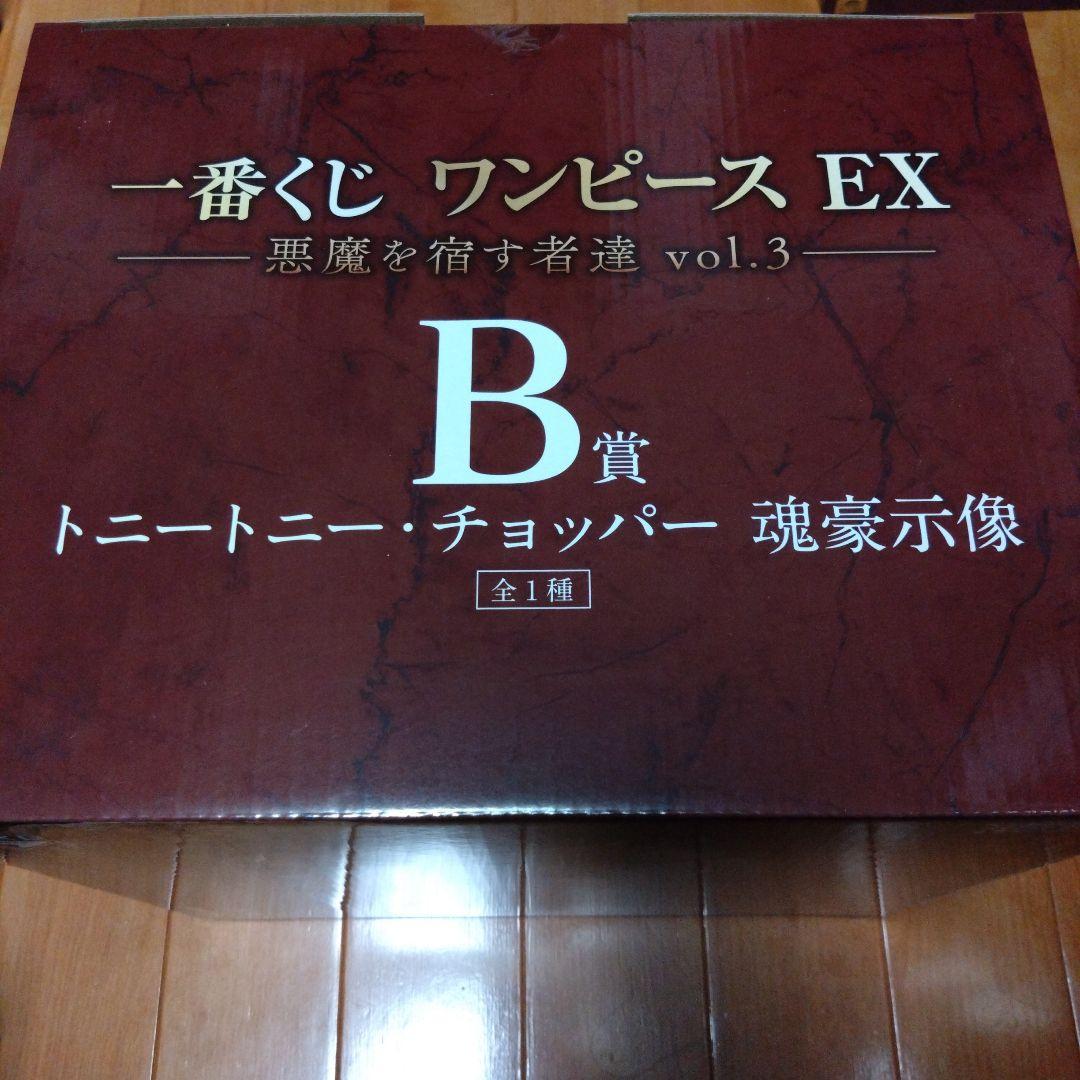 一番くじ ワンピース EX
悪魔を宿す者達 vol.3
B賞
トニートニー・チョッパー 魂豪示像
全1種